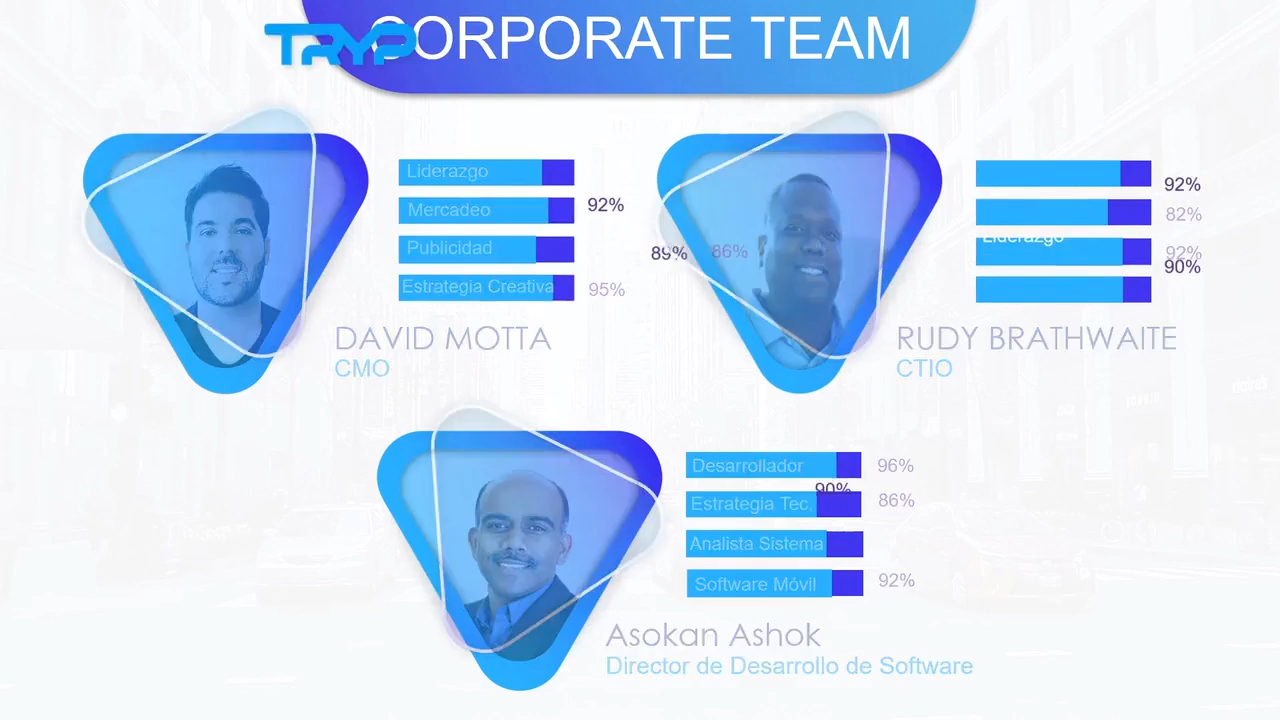 TRYP
CORPORATE TEAM
Liderazgo
Mercadeo
92%
Publicidad
Estrategia Creativa
95%
89%
86%
DAVID MOTTA
CMO
92%
82%
Liderazgo
92%
90%
RUDY BRATHWAITE
CTIO
Desarrollador
96%
90%
Estrategia Tec.
86%
Analista Sistema
Software Móvil
92%
Asokan Ashok
Director de Desarrollo de Software